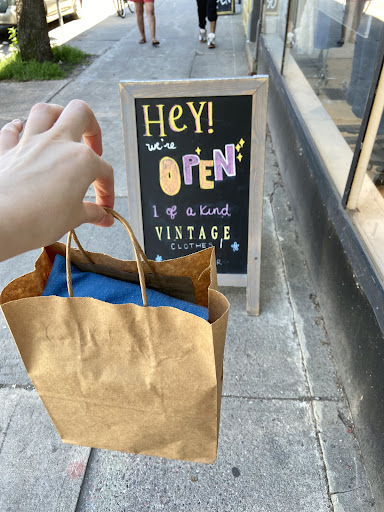 HEY!
we're
OPEN
1 of a kind
VINTAGE
CLOTHES